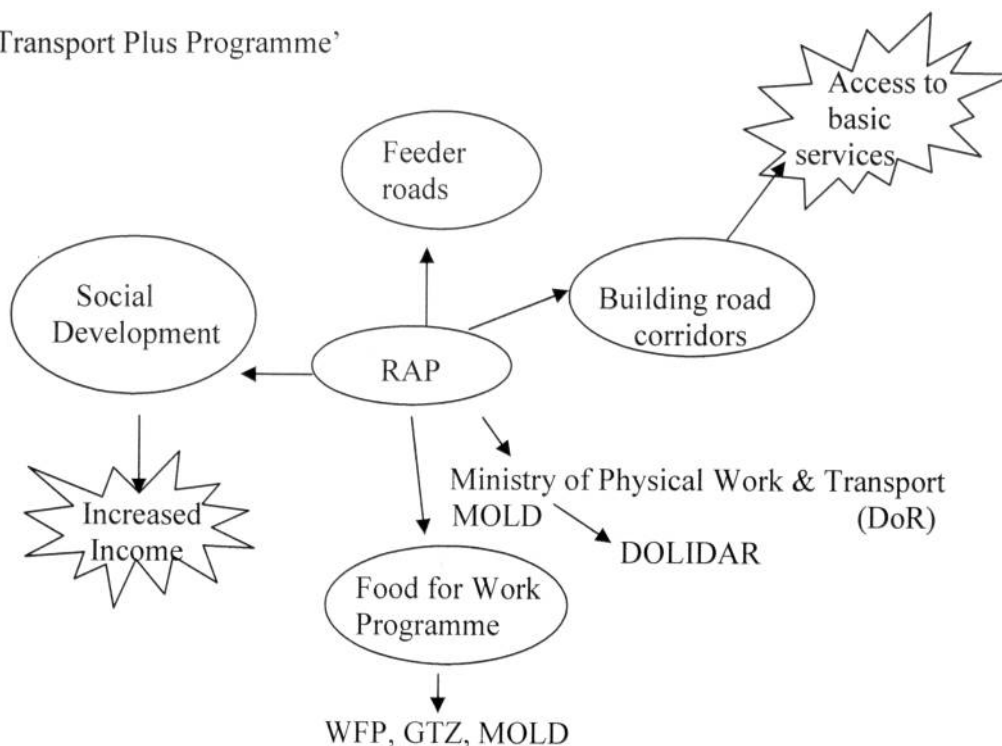 Transport Plus Programme’
Access to
basic
services
Feeder
roads
Social
Development
Building road
corridors
RAP
Increased
Income
Ministry of Physical Work & Transport
MOLD (DoR)
DOLIDAR
Food for Work
Programme
WFP, GTZ, MOLD